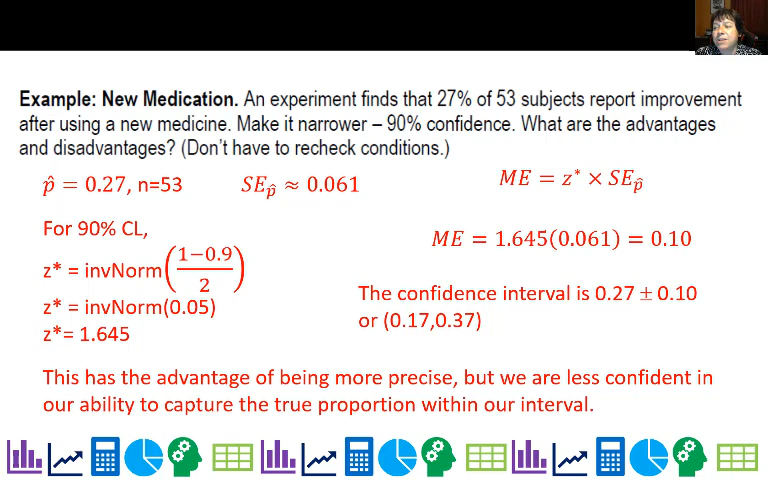 Example: New Medication. An experiment finds that 27% of 53 subjects report improvement
after using a new medicine. Make it narrower – 90% confidence. What are the advantages
and disadvantages? (Don't have to recheck conditions.)
p̂ = 0.27, n=53
SE_p̂ ≈ 0.061
ME = z* × SE_p̂
For 90% CL,
z* = invNorm((1−0.9)/2)
z* = invNorm(0.05)
z*= 1.645
ME = 1.645(0.061) = 0.10
The confidence interval is 0.27 ± 0.10
or (0.17,0.37)
This has the advantage of being more precise, but we are less confident in
our ability to capture the true proportion within our interval.